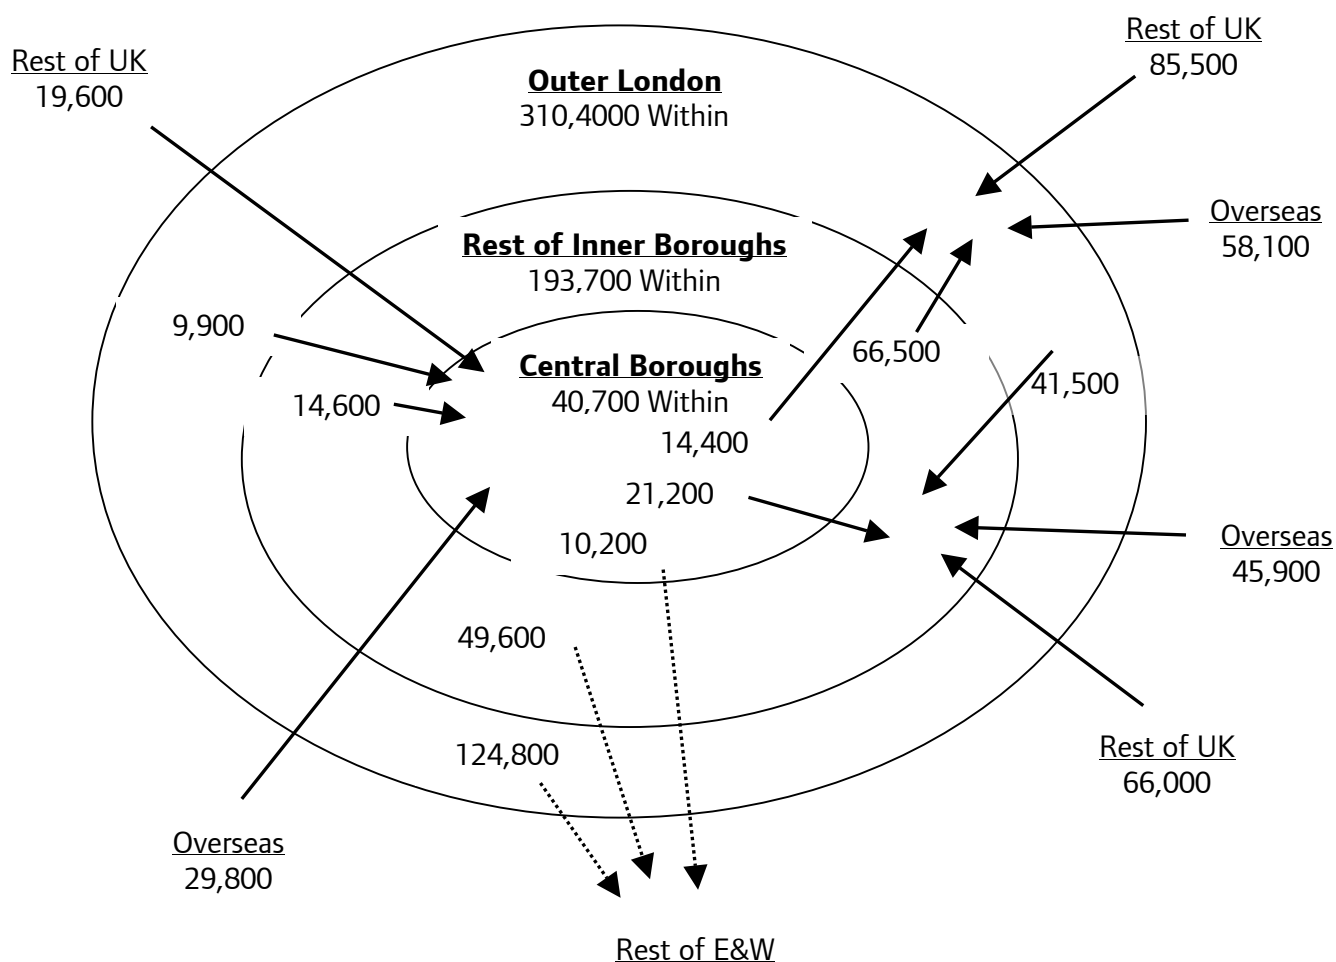 Rest of UK
85,500
Rest of UK
19,600
Outer London
310,4000 Within
Overseas
58,100
Rest of Inner Boroughs
193,700 Within
9,900
66,500
Central Boroughs
40,700 Within
41,500
14,600
14,400
21,200
10,200
Overseas
45,900
49,600
124,800
Rest of UK
66,000
Overseas
29,800
Rest of E&W